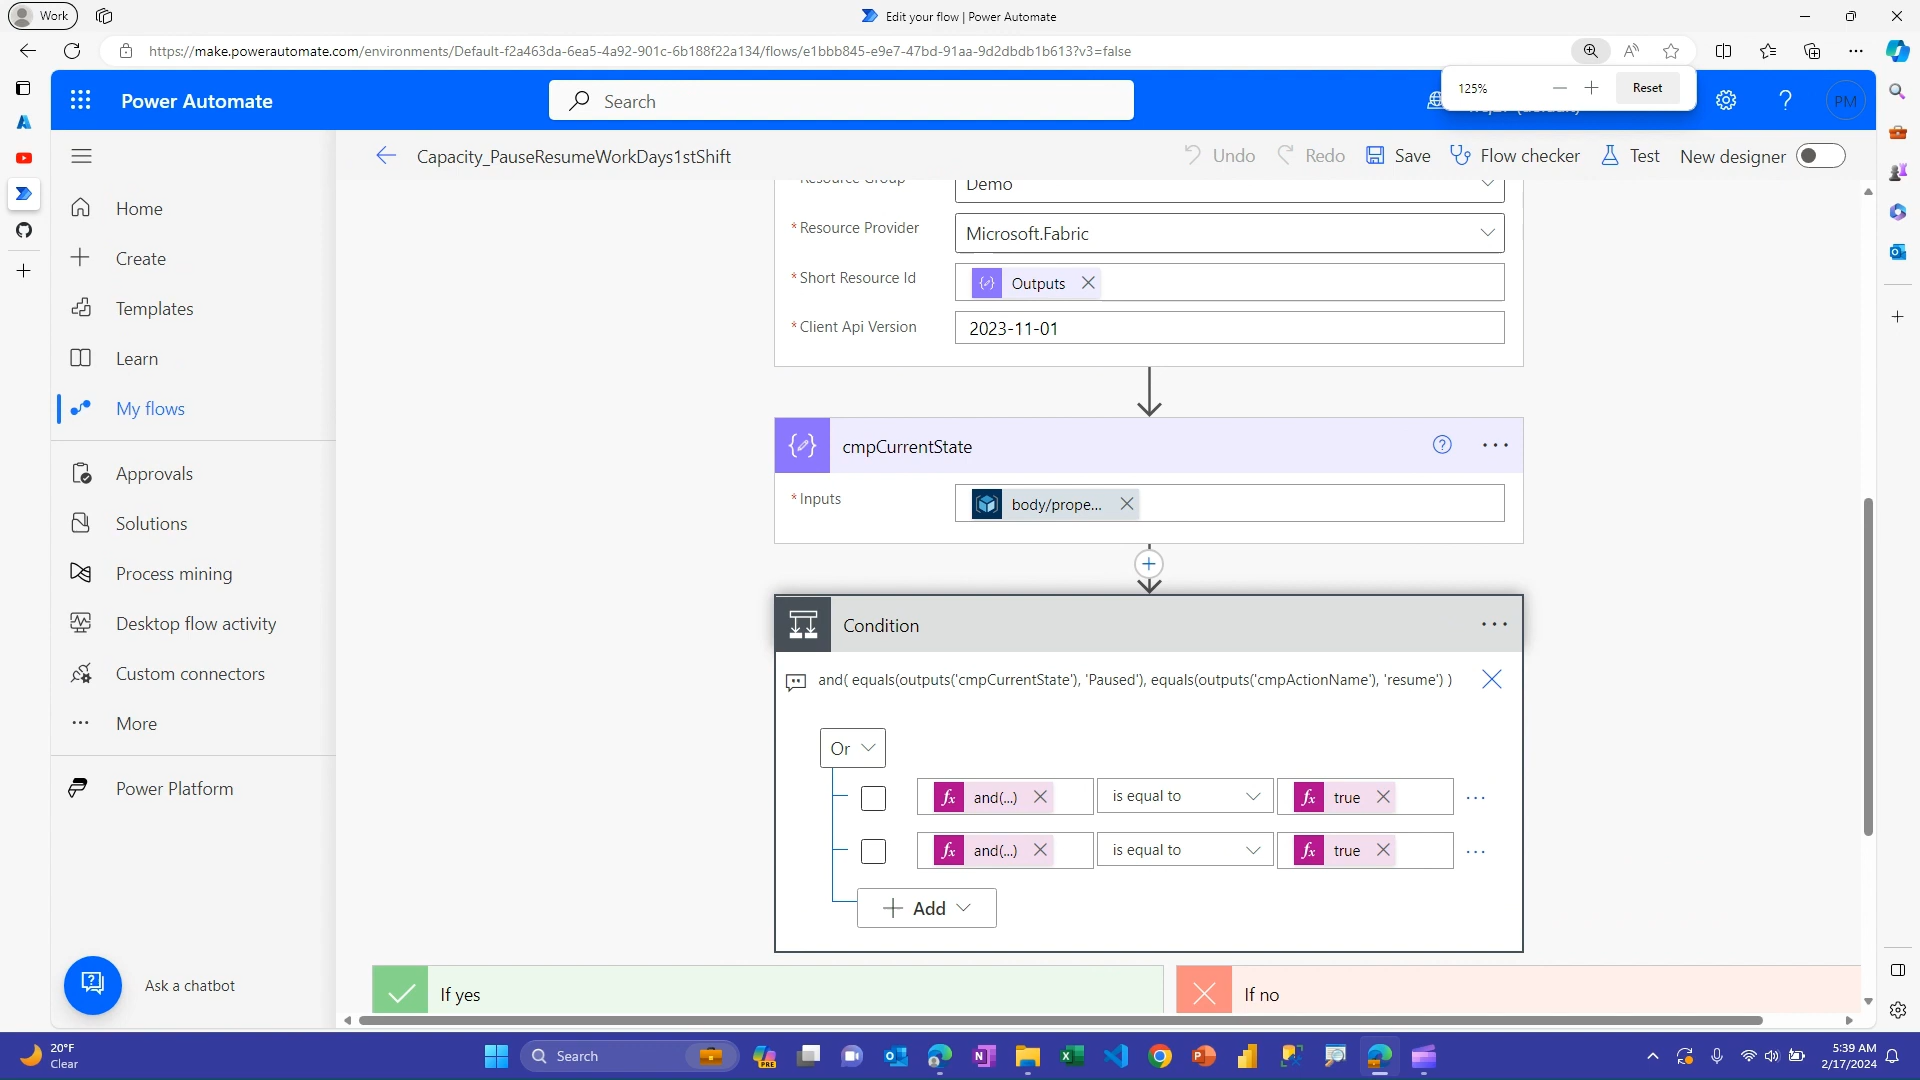 Work
Edit your flow | Power Automate
https://make.powerautomate.com/environments/Default-f2a463da-6ea5-4a92-901c-6b188f22a134/flows/e1bbb845-e9e7-47bd-91aa-9d2dbdb1b613?v3=false
Power Automate
Search
125%
Reset
PM
Capacity_PauseResumeWorkDays1stShift
Undo
Redo
Save
Flow checker
Test
New designer
Home
Create
Templates
Learn
My flows
Approvals
Solutions
Process mining
Desktop flow activity
Custom connectors
More
Power Platform
Ask a chatbot
Resource Group
Demo
* Resource Provider
Microsoft.Fabric
* Short Resource Id
Outputs
* Client Api Version
2023-11-01
cmpCurrentState
* Inputs
body/prope...
Condition
and( equals(outputs('cmpCurrentState'), 'Paused'), equals(outputs('cmpActionName'), 'resume') )
Or
and(...)
is equal to
true
and(...)
is equal to
true
Add
If yes
If no
20°F
Clear
Search
PRE
5:39 AM
2/17/2024